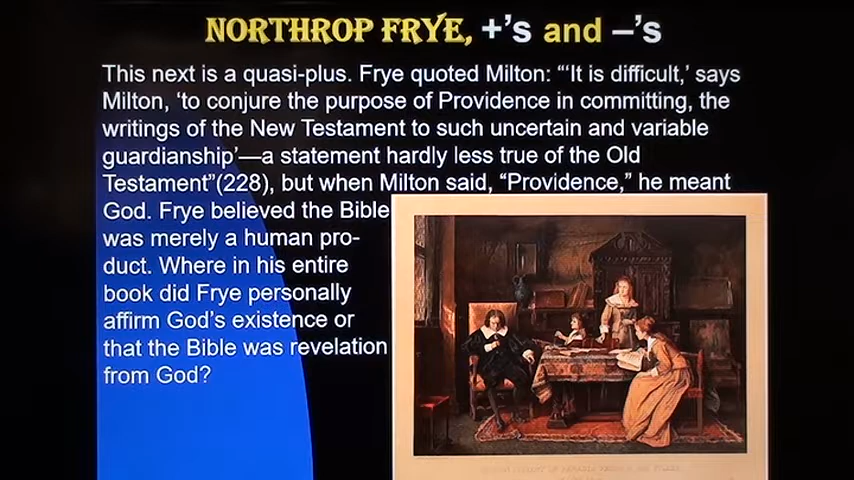 NORTHROP FRYE, +’s and –’s
This next is a quasi-plus. Frye quoted Milton: “‘It is difficult,’ says
Milton, ‘to conjure the purpose of Providence in committing, the
writings of the New Testament to such uncertain and variable
guardianship’—a statement hardly less true of the Old
Testament”(228), but when Milton said, “Providence,” he meant
God. Frye believed the Bible
was merely a human pro-
duct. Where in his entire
book did Frye personally
affirm God’s existence or
that the Bible was revelation
from God?